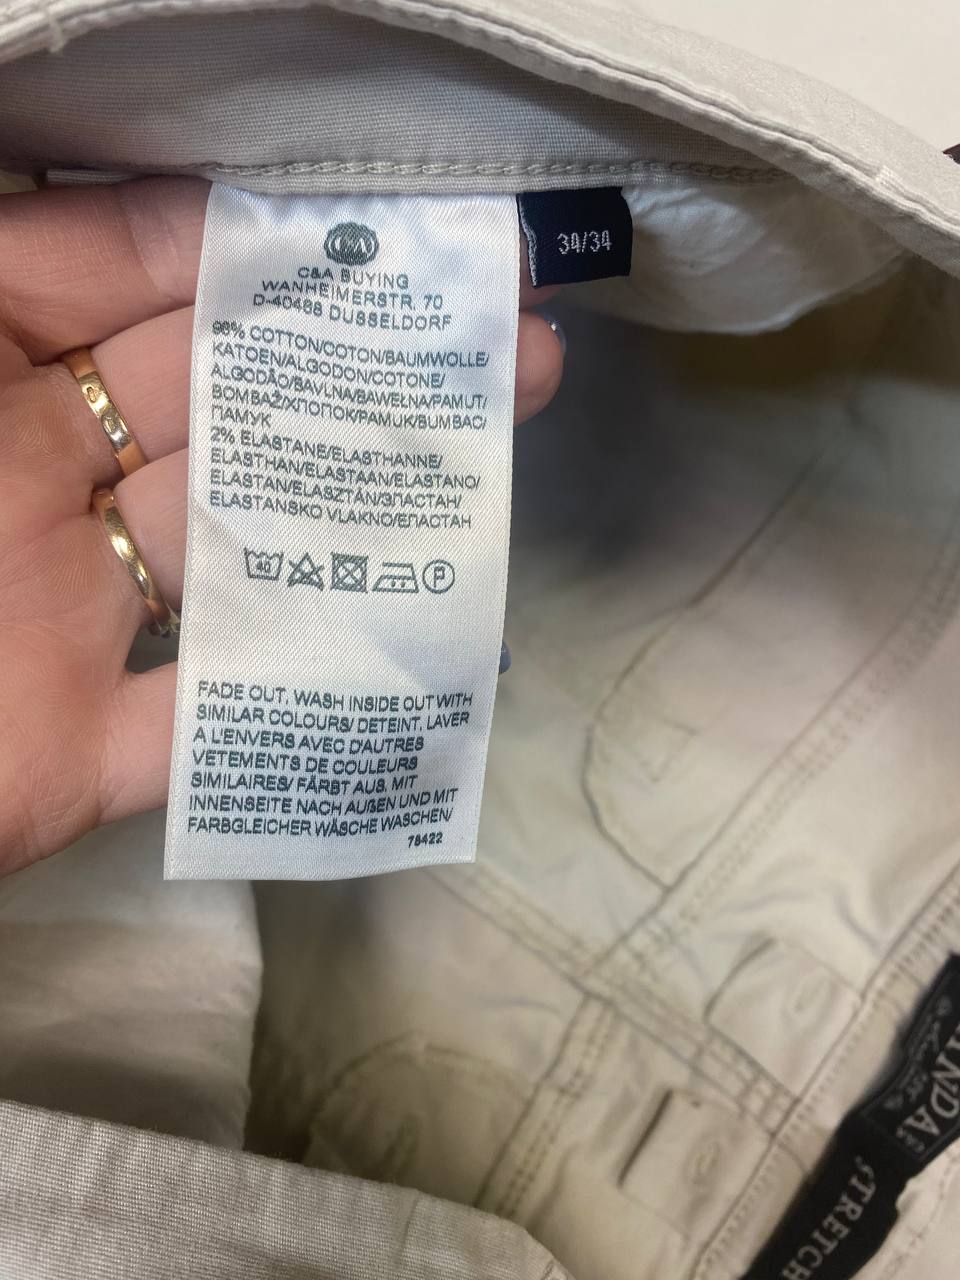 C&A
C&A BUYING
WANHEIMERSTR. 70
D-40468 DUSSELDORF
98% COTTON/COTON/BAUMWOLLE/
KATOEN/ALGODON/COTONE/
ALGODÃO/BAVLNA/BAWEŁNA/PAMUT/
BOMBAŽ/ХЛОПОК/PAMUK/BUMBAC/
ПАМУК
2% ELASTANE/ELASTHANNE/
ELASTHAN/ELASTAAN/ELASTANO/
ELASTAN/ELASZTÁN/ЭЛАСТАН/
ELASTANSKO VLAKNO/ЕЛАСТАН
40
P
FADE OUT. WASH INSIDE OUT WITH
SIMILAR COLOURS/ DETEINT. LAVER
A L'ENVERS AVEC D'AUTRES
VETEMENTS DE COULEURS
SIMILAIRES/ FÄRBT AUS. MIT
INNENSEITE NACH AUßEN UND MIT
FARBGLEICHER WÄSCHE WASCHEN/
78422
34/34
STRETCH